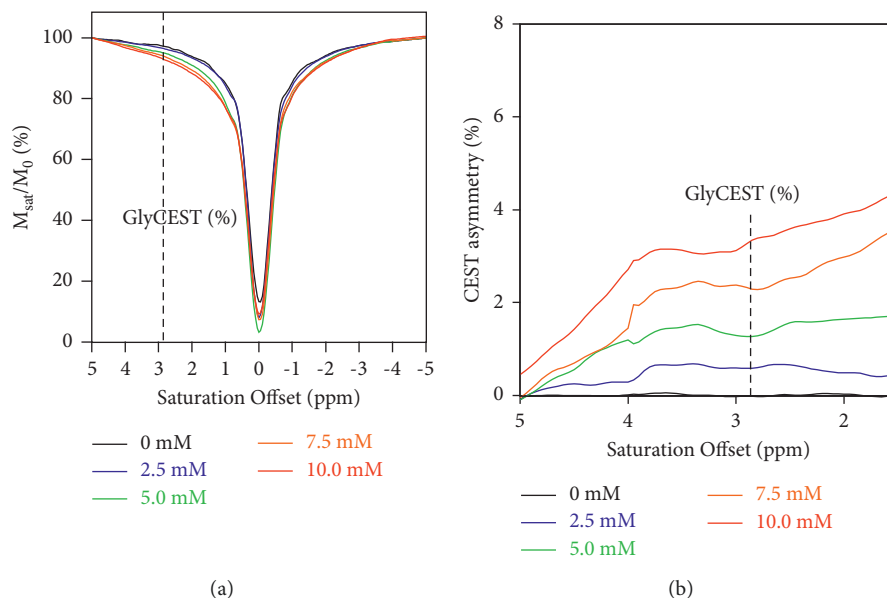 100
80
60
40
20
0
M_sat/M_0 (%)
GlyCEST (%)
5 4 3 2 1 0 -1 -2 -3 -4 -5
Saturation Offset (ppm)
0 mM
2.5 mM
5.0 mM
7.5 mM
10.0 mM
(a)
8
6
4
2
0
CEST asymmetry (%)
GlyCEST (%)
5 4 3 2
Saturation Offset (ppm)
0 mM
2.5 mM
5.0 mM
7.5 mM
10.0 mM
(b)